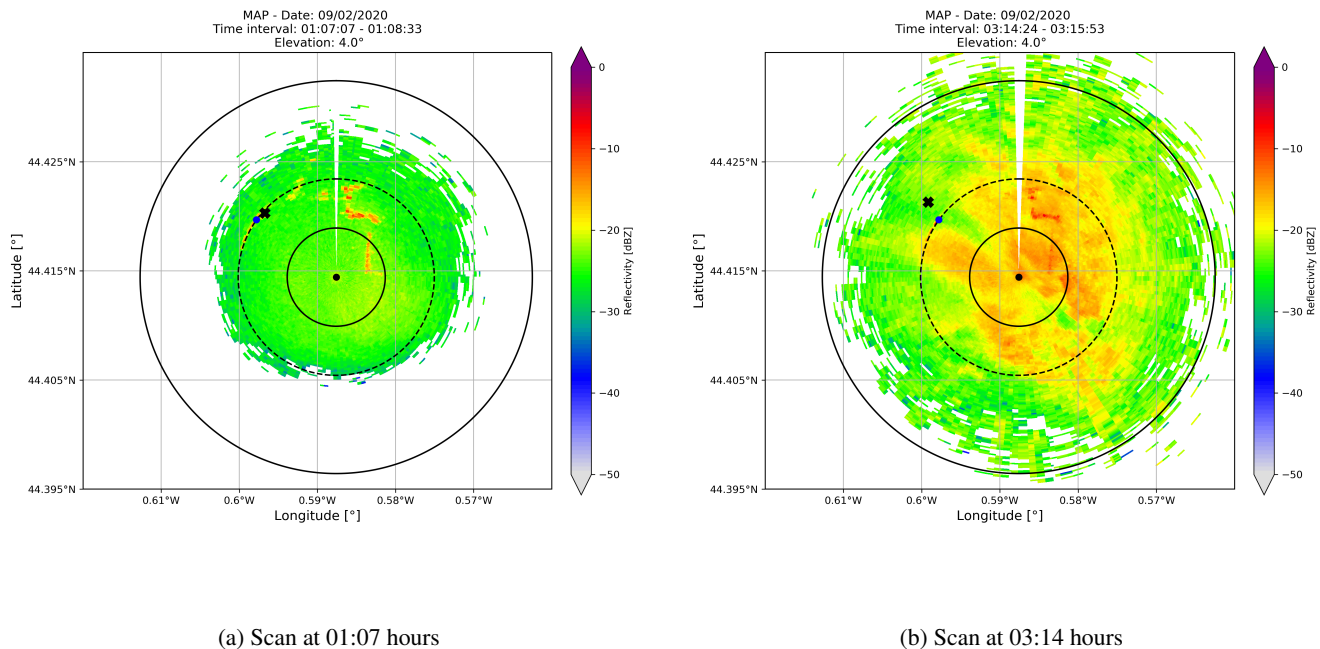 MAP - Date: 09/02/2020
Time interval: 01:07:07 - 01:08:33
Elevation: 4.0°
44.425°N
44.415°N
44.405°N
44.395°N
Latitude [°]
0.61°W
0.6°W
0.59°W
0.58°W
0.57°W
Longitude [°]
0
−10
−20
−30
−40
−50
Reflectivity [dBZ]
(a) Scan at 01:07 hours
MAP - Date: 09/02/2020
Time interval: 03:14:24 - 03:15:53
Elevation: 4.0°
44.425°N
44.415°N
44.405°N
44.395°N
Latitude [°]
0.61°W
0.6°W
0.59°W
0.58°W
0.57°W
Longitude [°]
0
−10
−20
−30
−40
−50
Reflectivity [dBZ]
(b) Scan at 03:14 hours